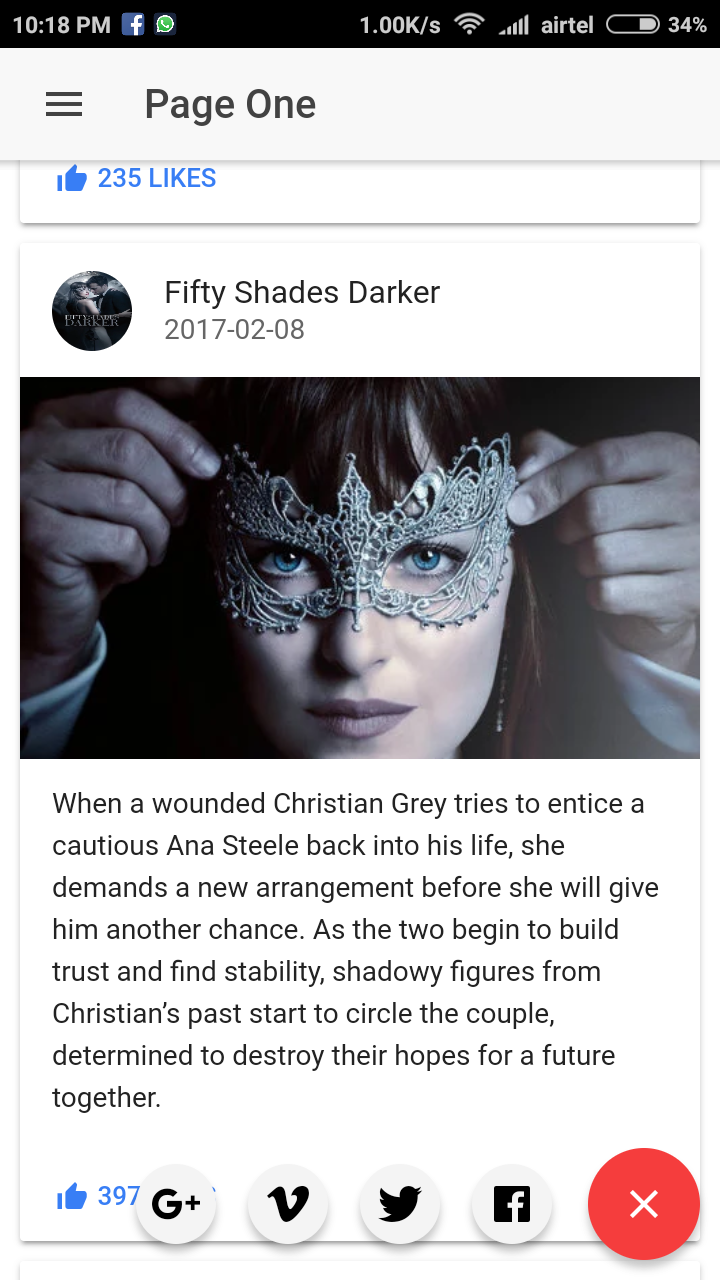 10:18 PM 1.00K/s airtel 34%
Page One
235 LIKES
Fifty Shades Darker
2017-02-08
FIFTY SHADES
DARKER
When a wounded Christian Grey tries to entice a
cautious Ana Steele back into his life, she
demands a new arrangement before she will give
him another chance. As the two begin to build
trust and find stability, shadowy figures from
Christian’s past start to circle the couple,
determined to destroy their hopes for a future
together.
397
G+